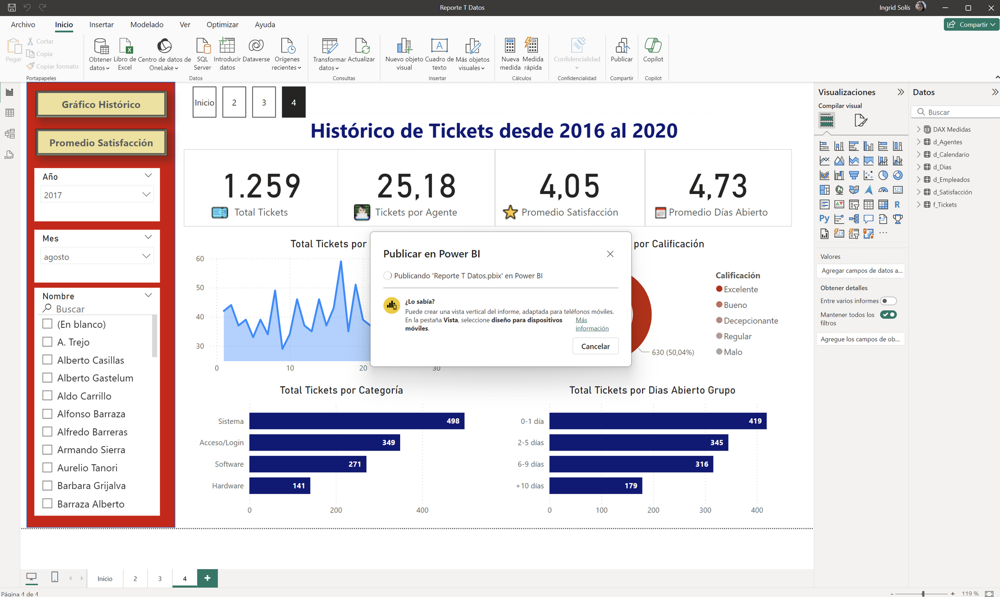 Reporte T Datos
Ingrid Solís
Archivo
Inicio
Insertar
Modelado
Ver
Optimizar
Ayuda
Compartir
Pegar
Cortar
Copia
Copiar formato
Portapapeles
Obtener datos
Libro de Excel
Centro de datos de OneLake
SQL Server
Introducir datos
Dataverse
Orígenes recientes
Datos
Transformar datos
Actualizar
Consultas
Nuevo objeto visual
Cuadro de texto
Más objetos visuales
Insertar
Nueva medida
Medida rápida
Cálculos
Confidencialidad
Confidencialidad
Publicar
Compartir
Copilot
Copilot
Gráfico Histórico
Promedio Satisfacción
Año
2017
Mes
agosto
Nombre
Buscar
(En blanco)
A. Trejo
Alberto Casillas
Alberto Gastelum
Aldo Carrillo
Alfonso Barraza
Alfredo Barreras
Armando Sierra
Aurelio Tanori
Barbara Grijalva
Barraza Alberto
Inicio
2
3
4
Histórico de Tickets desde 2016 al 2020
1.259
Total Tickets
25,18
Tickets por Agente
4,05
Promedio Satisfacción
4,73
Promedio Días Abierto
Total Tickets por
60
50
40
30
0
10
20
30
por Calificación
Calificación
Excelente
Bueno
Decepcionante
Regular
Malo
630 (50,04%)
Publicar en Power BI
Publicando 'Reporte T Datos.pbix' en Power BI
¿Lo sabía?
Puede crear una vista vertical del informe, adaptada para teléfonos móviles.
En la pestaña Vista, seleccione diseño para dispositivos
móviles.
Más
información
Cancelar
Total Tickets por Categoría
Sistema 498
Acceso/Login 349
Software 271
Hardware 141
0 200 400
Total Tickets por Dias Abierto Grupo
0-1 día 419
2-5 días 345
6-9 días 316
+10 días 179
0 100 200 300 400
Visualizaciones
Compilar visual
123
R
Py
123
Valores
Agregar campos de datos a...
Obtener detalles
Entre varios informes
Mantener todos los
filtros
Agregue los campos de ob...
Datos
Buscar
DAX Medidas
d_Agentes
d_Calendario
d_Dias
d_Empleados
d_Satisfacción
f_Tickets
DAX
A
Inicio
2
3
4
+
Página 4 de 4
- + 119 %